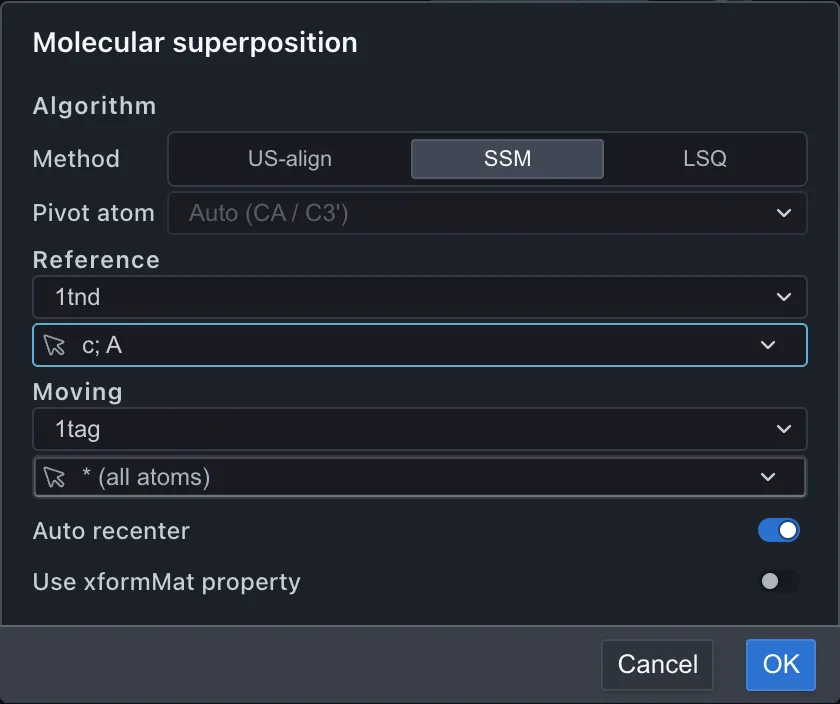 Molecular superposition
Algorithm
Method US-align SSM LSQ
Pivot atom Auto (CA / C3')
Reference
1tnd
c; A
Moving
1tag
* (all atoms)
Auto recenter
Use xformMat property
Cancel OK